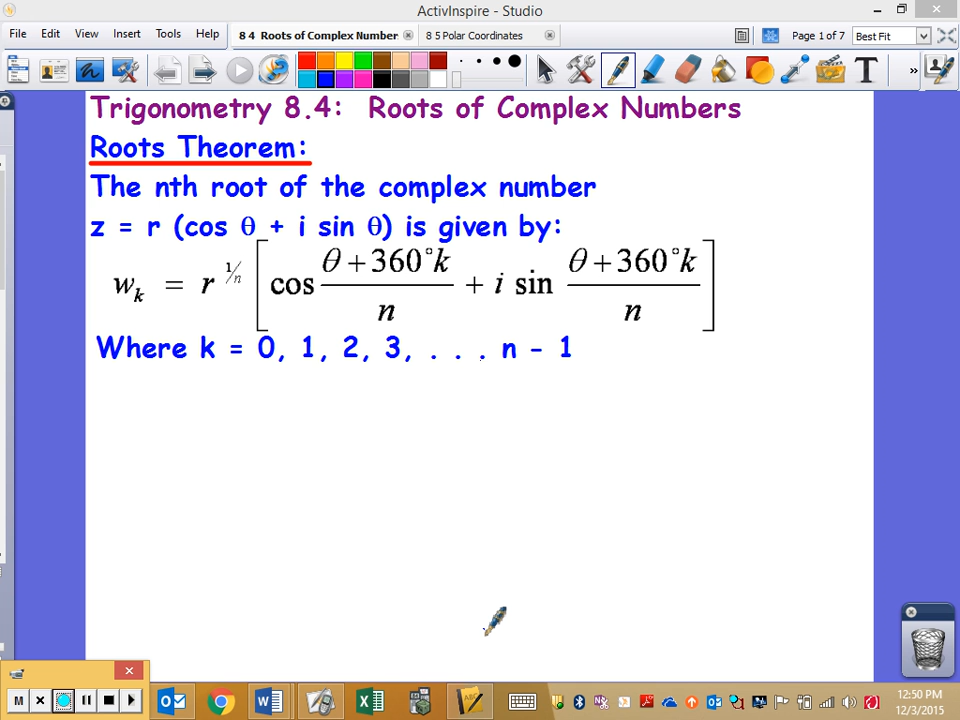 ActivInspire - Studio
File Edit View Insert Tools Help
8 4 Roots of Complex Number
8 5 Polar Coordinates
Page 1 of 7
Best Fit
T
»
Trigonometry 8.4: Roots of Complex Numbers
Roots Theorem:
The nth root of the complex number
z = r (cos θ + i sin θ) is given by:
w_k = r^{1/n} [cos (θ + 360°k)/n + i sin (θ + 360°k)/n]
Where k = 0, 1, 2, 3, . . . n - 1
M
12:50 PM
12/3/2015